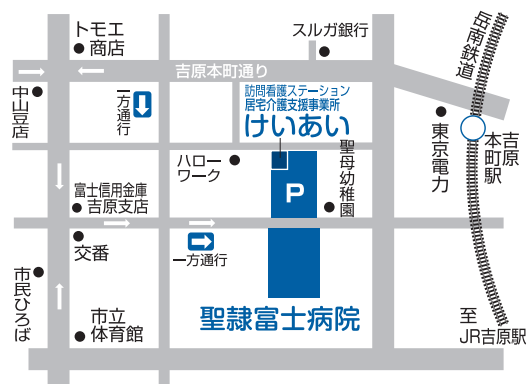 トモエ
商店
スルガ銀行
岳南鉄道
吉原本町通り
中山豆店
一方通行
訪問看護ステーション
居宅介護支援事業所
けいあい
東京電力
吉原
本町駅
ハロー
ワーク
聖母幼稚園
富士信用金庫
吉原支店
P
交番
一方通行
市民ひろば
市立
体育館
聖隷富士病院
至
JR吉原駅